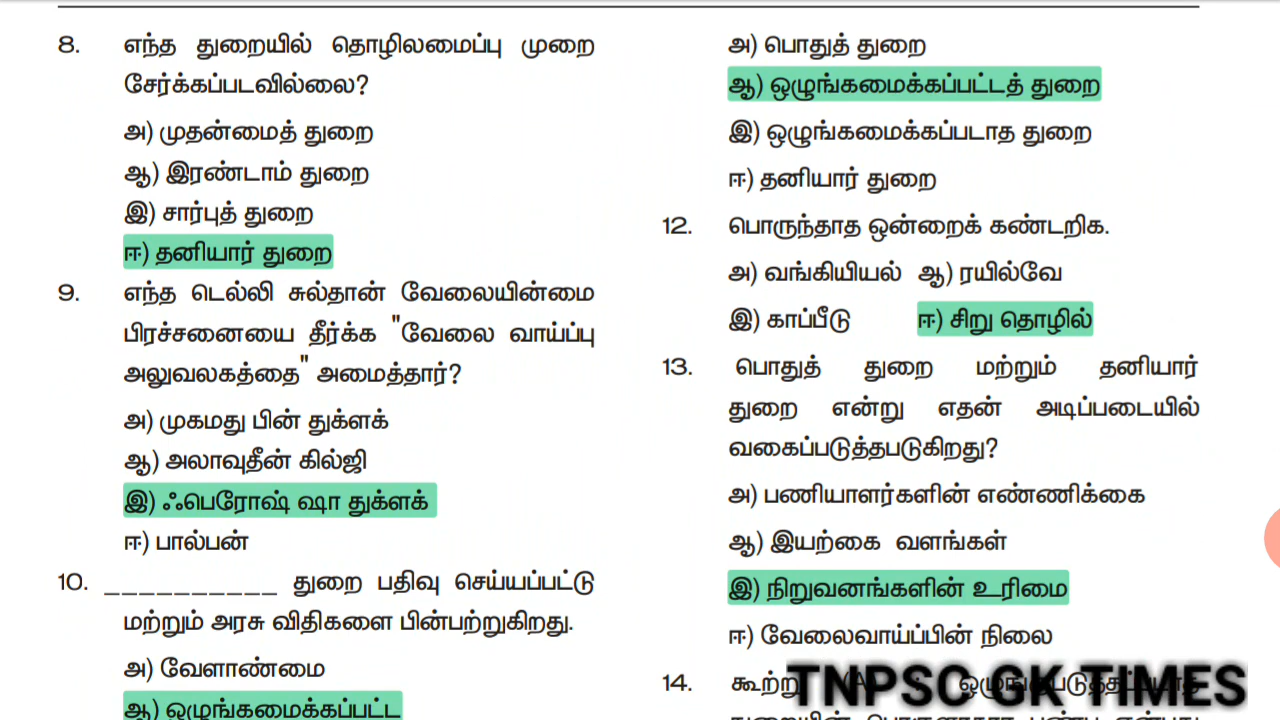 8. எந்த துறையில் தொழிலமைப்பு முறை
சேர்க்கப்படவில்லை?
அ) முதன்மைத் துறை
ஆ) இரண்டாம் துறை
இ) சார்புத் துறை
ஈ) தனியார் துறை
9. எந்த டெல்லி சுல்தான் வேலையின்மை
பிரச்சனையை தீர்க்க "வேலை வாய்ப்பு
அலுவலகத்தை" அமைத்தார்?
அ) முகமது பின் துக்ளக்
ஆ) அலாவுதீன் கில்ஜி
இ) ஃபெரோஷ் ஷா துக்ளக்
ஈ) பால்பன்
10. __________ துறை பதிவு செய்யப்பட்டு
மற்றும் அரசு விதிகளை பின்பற்றுகிறது.
அ) வேளாண்மை
ஆ) ஒழுங்கமைக்கப்பட்ட
அ) பொதுத் துறை
ஆ) ஒழுங்கமைக்கப்பட்டத் துறை
இ) ஒழுங்கமைக்கப்படாத துறை
ஈ) தனியார் துறை
12. பொருந்தாத ஒன்றைக் கண்டறிக.
அ) வங்கியியல் ஆ) ரயில்வே
இ) காப்பீடு ஈ) சிறு தொழில்
13. பொதுத் துறை மற்றும் தனியார்
துறை என்று எதன் அடிப்படையில்
வகைப்படுத்தபடுகிறது?
அ) பணியாளர்களின் எண்ணிக்கை
ஆ) இயற்கை வளங்கள்
இ) நிறுவனங்களின் உரிமை
ஈ) வேலைவாய்ப்பின் நிலை
14. கூற்று (A) :
TNPSC GK TIMES